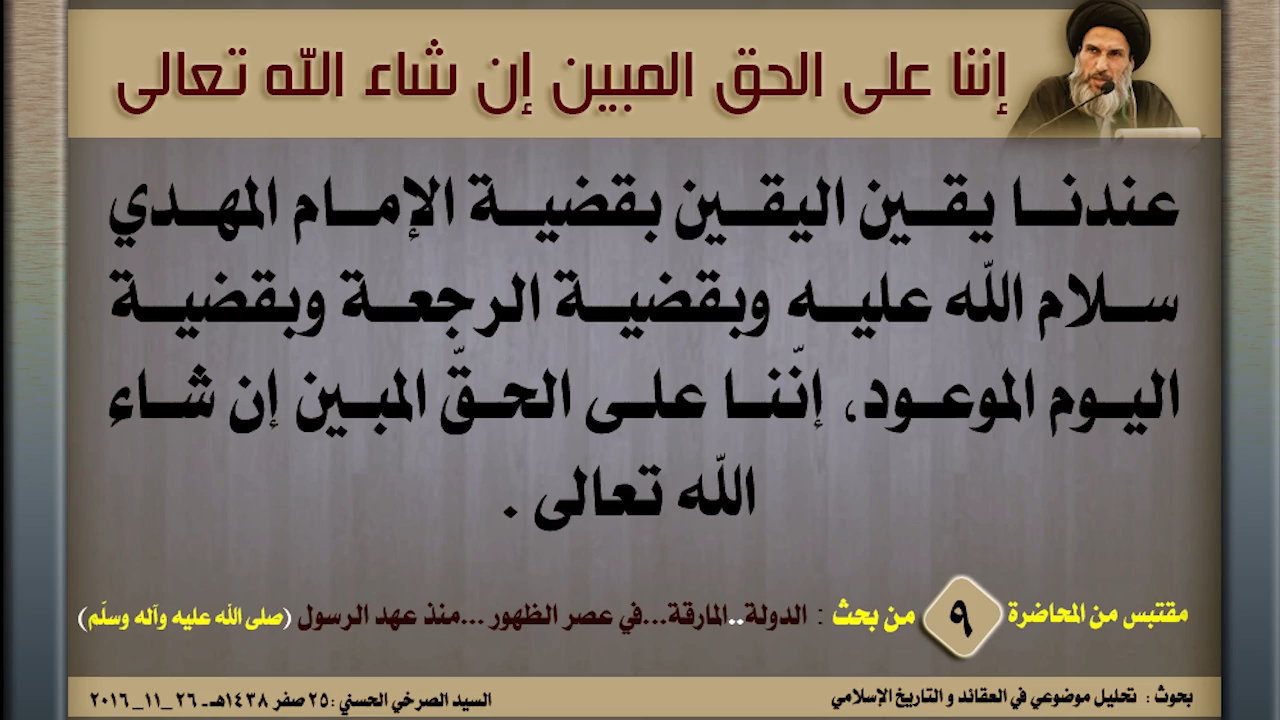 إننا على الحق المبين إن شاء الله تعالى
عندنا يقين اليقين بقضية الإمام المهدي
سلام الله عليه وبقضية الرجعة وبقضية
اليوم الموعود، إنّنا على الحقّ المبين إن شاء
الله تعالى .
مقتبس من المحاضرة ٩ من بحث : الدولة..المارقة...في عصر الظهور ...منذ عهد الرسول (صلى الله عليه وآله وسلّم)
بحوث : تحليل موضوعي في العقائد و التاريخ الإسلامي
السيد الصرخي الحسني :٢٥ صفر ١٤٣٨هـ - ٢٦_١١_٢٠١٦